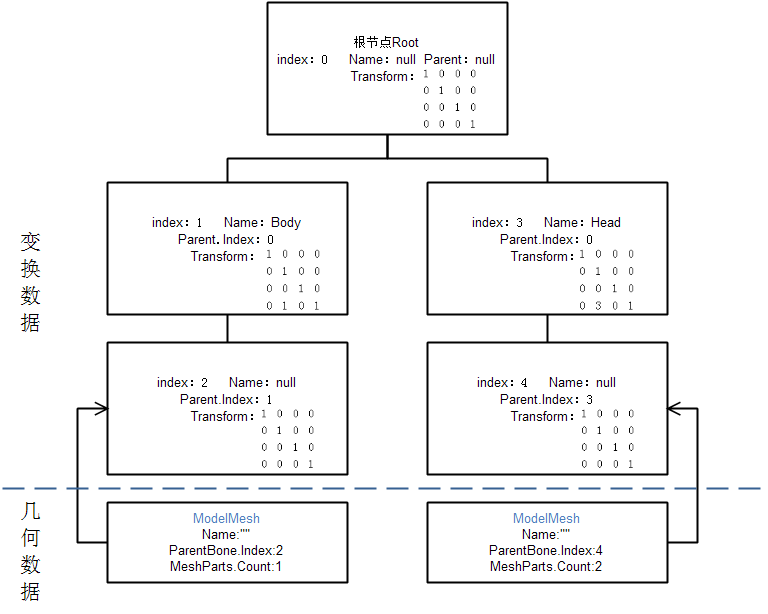 根节点Root
index：0 Name：null Parent：null
Transform：1 0 0 0
0 1 0 0
0 0 1 0
0 0 0 1
变换数据
index：1 Name：Body
Parent.Index：0
Transform：1 0 0 0
0 1 0 0
0 0 1 0
0 1 0 1
index：3 Name：Head
Parent.Index：0
Transform：1 0 0 0
0 1 0 0
0 0 1 0
0 3 0 1
index：2 Name：null
Parent.Index：1
Transform：1 0 0 0
0 1 0 0
0 0 1 0
0 0 0 1
index：4 Name：null
Parent.Index：3
Transform：1 0 0 0
0 1 0 0
0 0 1 0
0 0 0 1
几何数据
ModelMesh
Name:""
ParentBone.Index:2
MeshParts.Count:1
ModelMesh
Name:""
ParentBone.Index:4
MeshParts.Count:2